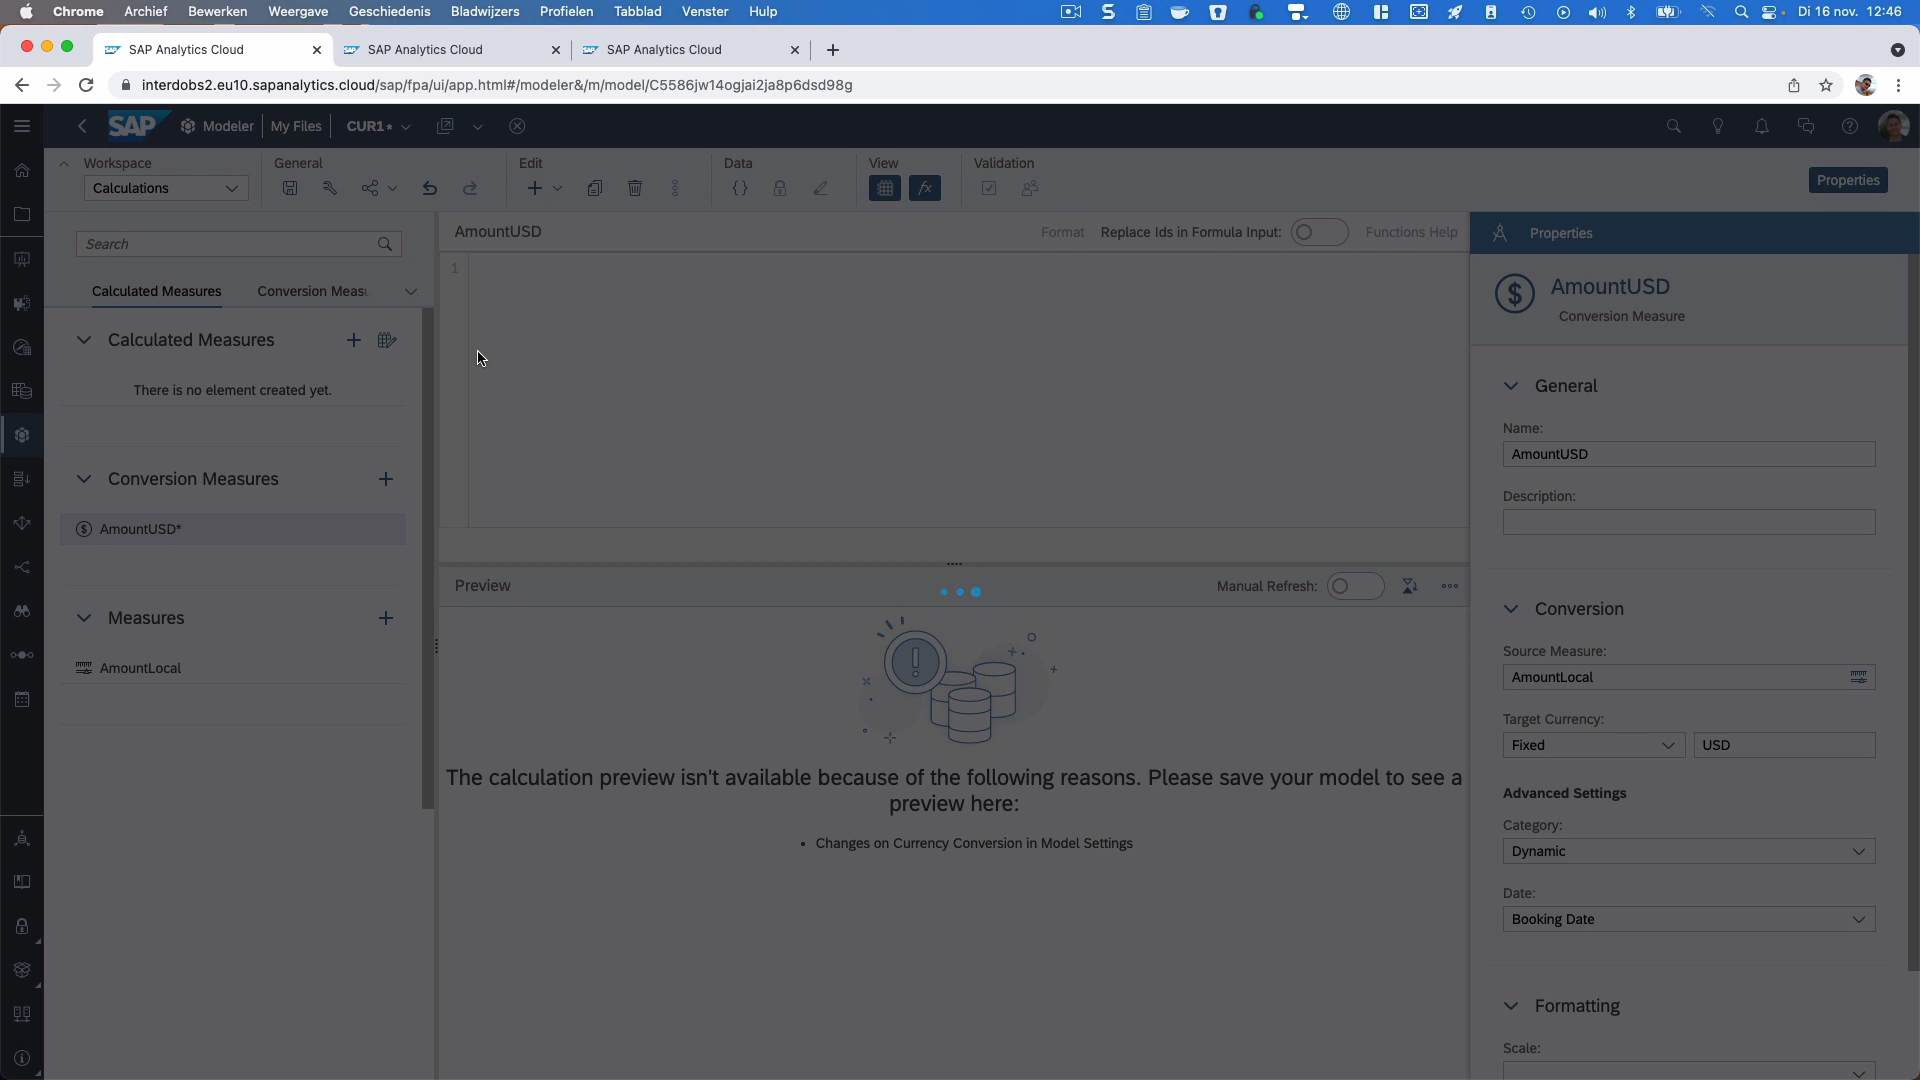 Chrome Archief Bewerken Weergave Geschiedenis Bladwijzers Profielen Tabblad Venster Hulp Di 16 nov. 12:46
SAP Analytics Cloud SAP Analytics Cloud SAP Analytics Cloud
interdobs2.eu10.sapanalytics.cloud/sap/fpa/ui/app.html#/modeler&/m/model/C5586jw14ogjai2ja8p6dsd98g
SAP Modeler My Files CUR1*
Workspace General Edit Data View Validation
Calculations
Properties
Search
Calculated Measures Conversion Measu
Calculated Measures
There is no element created yet.
Conversion Measures
AmountUSD*
Measures
AmountLocal
AmountUSD Format Replace Ids in Formula Input: Functions Help
1
Preview Manual Refresh:
The calculation preview isn't available because of the following reasons. Please save your model to see a
preview here:
• Changes on Currency Conversion in Model Settings
Properties
AmountUSD
Conversion Measure
General
Name:
AmountUSD
Description:
Conversion
Source Measure:
AmountLocal
Target Currency:
Fixed USD
Advanced Settings
Category:
Dynamic
Date:
Booking Date
Formatting
Scale: